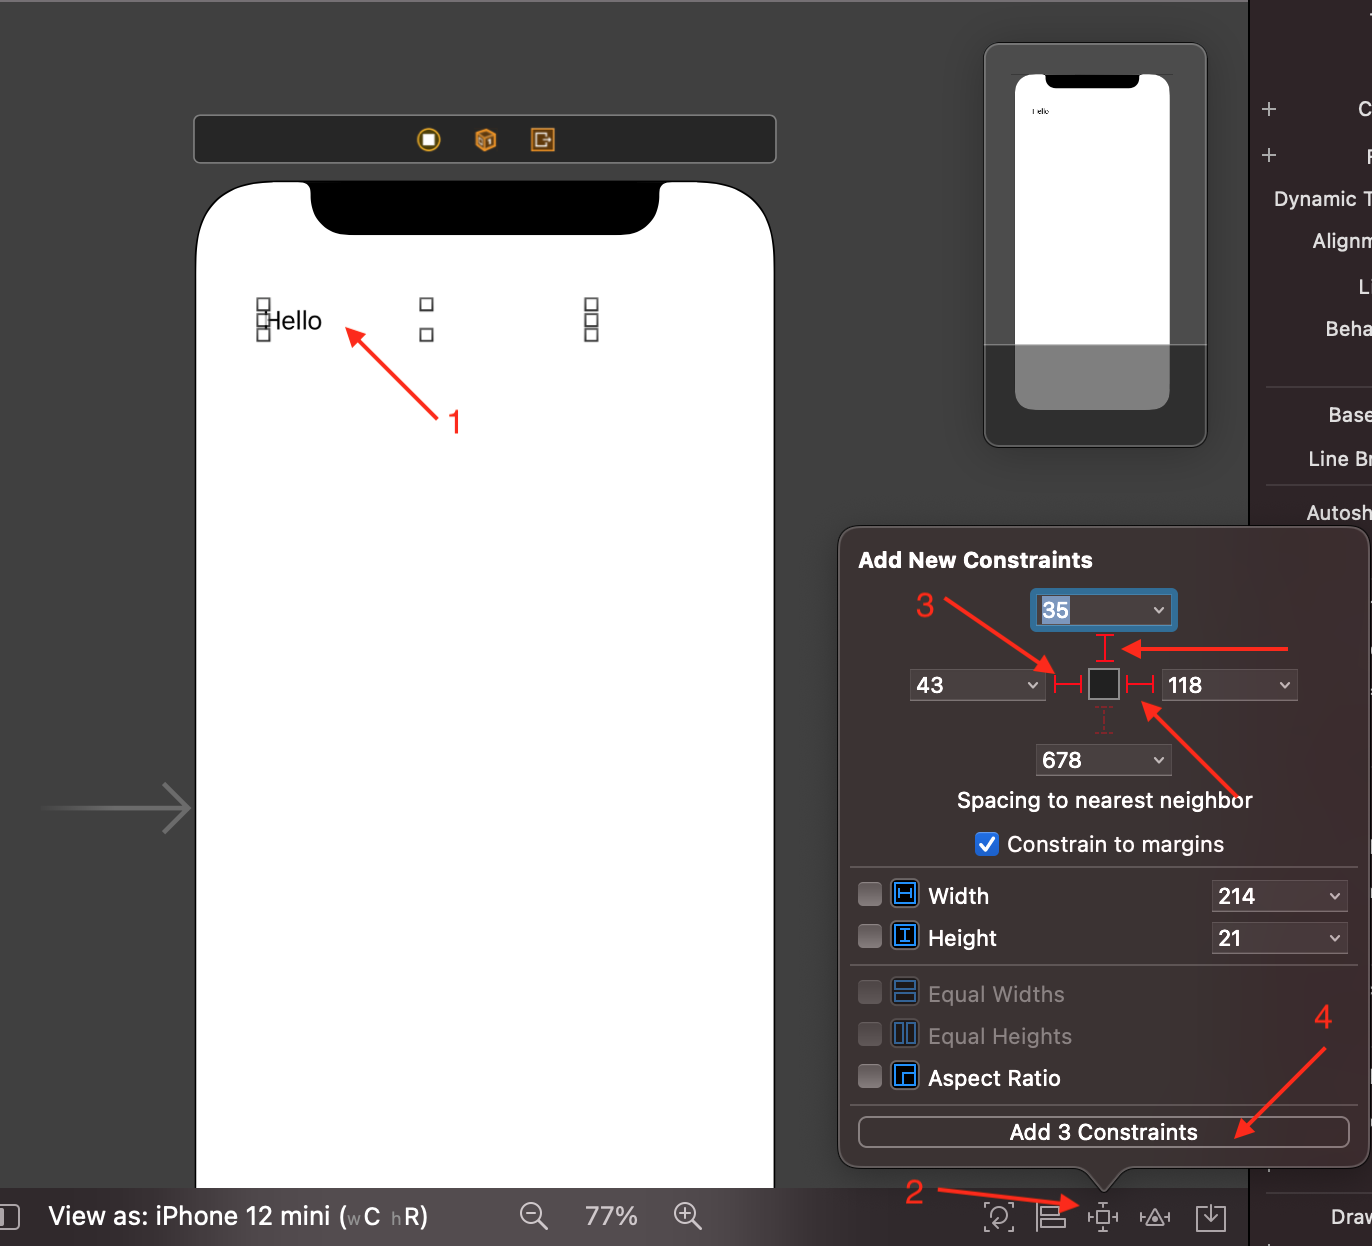 Hello
Hello
1
C
Dynamic T
Alignm
Li
Beha
Base
Line Br
Autosh
Add New Constraints
3
35
43
118
678
Spacing to nearest neighbor
Constrain to margins
Width
214
Height
21
Equal Widths
Equal Heights
4
Aspect Ratio
Add 3 Constraints
2
View as: iPhone 12 mini (wC hR)
77%
Draw